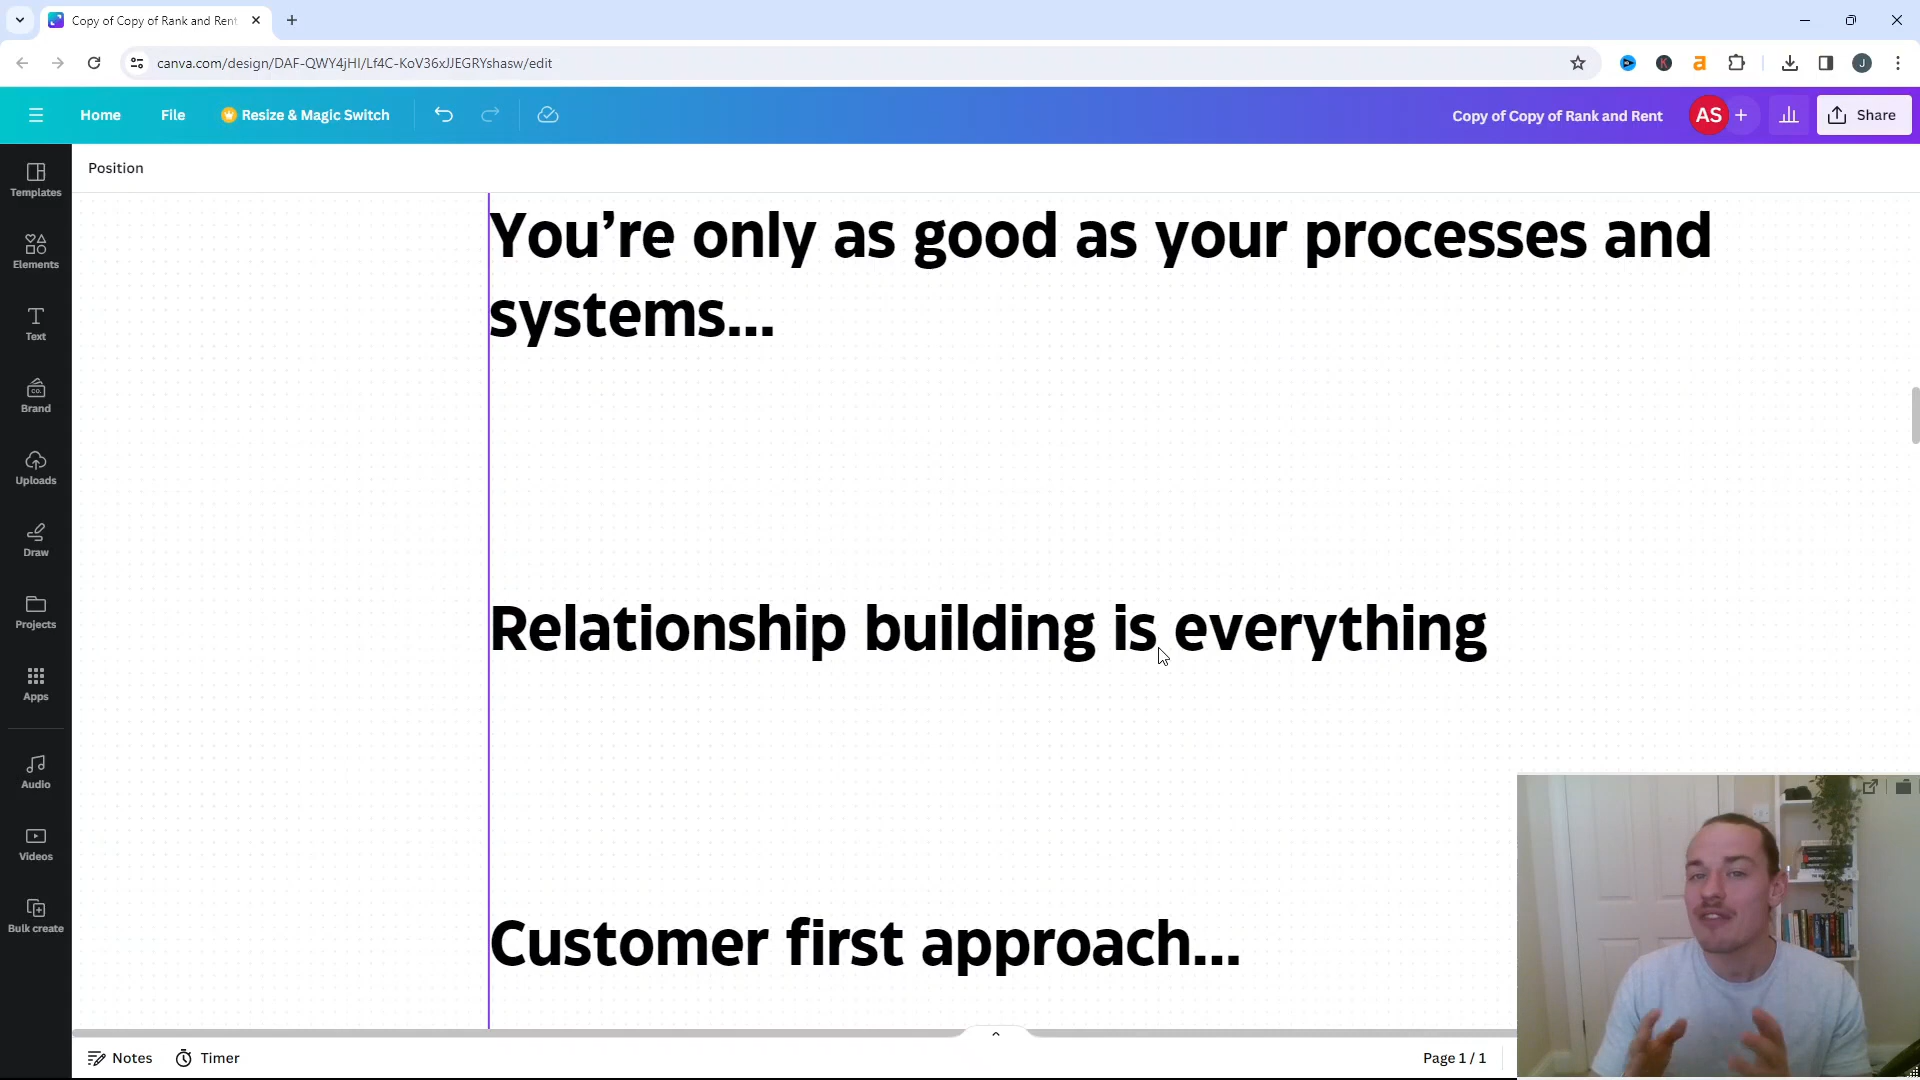 Copy of Copy of Rank and Rent
canva.com/design/DAF-QWY4jHI/Lf4C-KoV36xJJEGRYshasw/edit
J
Home
File
Resize & Magic Switch
Copy of Copy of Rank and Rent
AS
Share
Position
Templates
Elements
Text
CO.
Brand
Uploads
Draw
Projects
Apps
Audio
Videos
Bulk create
You’re only as good as your processes and
systems...
Relationship building is everything
Customer first approach...
Notes
Timer
Page 1 / 1